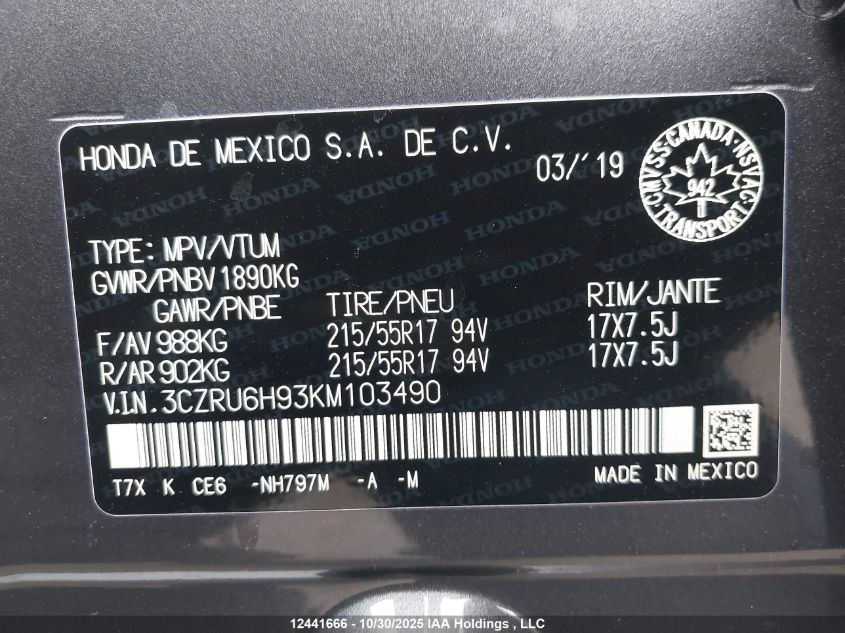 HONDA DE MEXICO S.A. DE C.V.
03/'19
CMVSS·CANADA·NSVAC·TRANSPORT
942
TYPE: MPV/VTUM
GVWR/PNBV 1890KG
GAWR/PNBE TIRE/PNEU RIM/JANTE
F/AV 988KG 215/55R17 94V 17X7.5J
R/AR 902KG 215/55R17 94V 17X7.5J
V.I.N. 3CZRU6H93KM103490
T7X K CE6 -NH797M -A -M
MADE IN MEXICO
12441666 - 10/30/2025 IAA Holdings , LLC